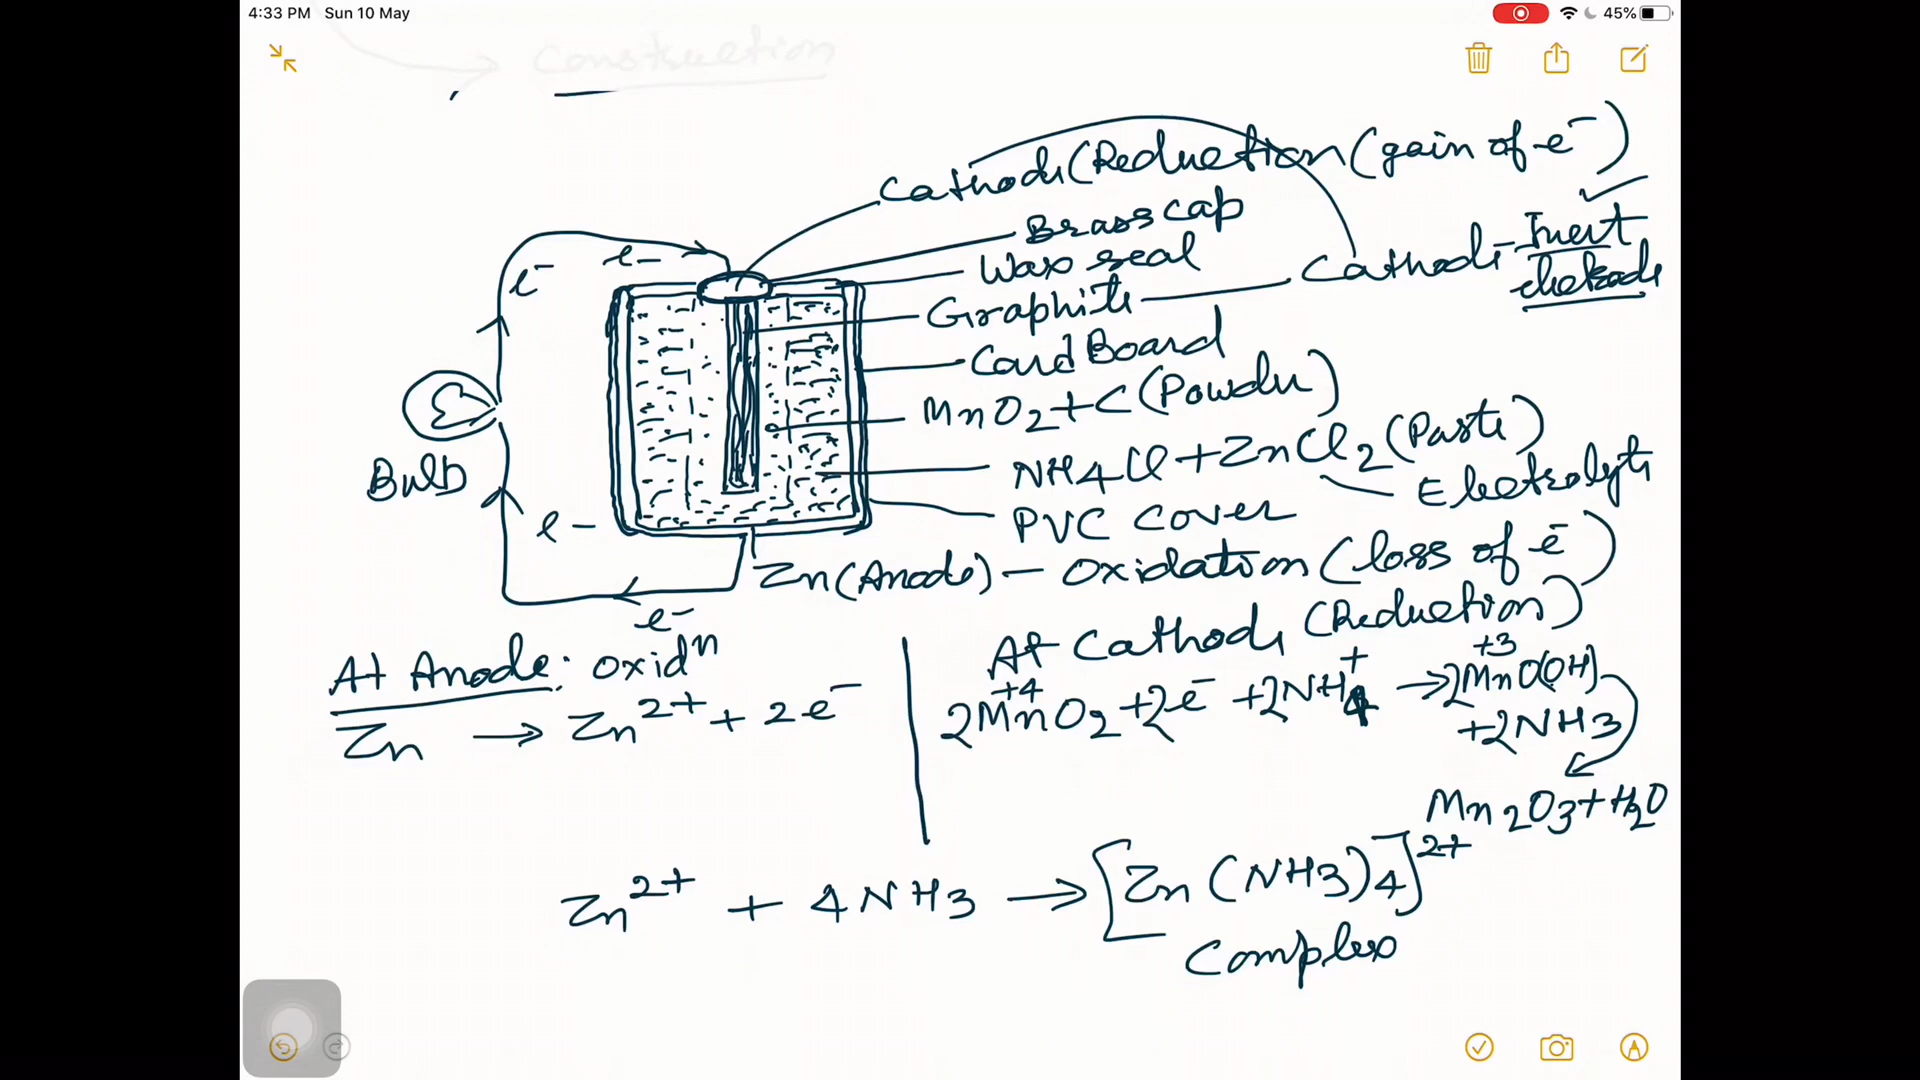 4:33 PM Sun 10 May
45%
Construction
Cathode (Reduction (gain of e-)
Brass cap
Wax seal
Graphite
Cathode - Inert
electrode
Card Board
MnO2 + C (Powder)
NH4Cl + ZnCl2 (Paste)
Electrolyte
PVC cover
Zn (Anode) - Oxidation (loss of e-)
e-
e-
Bulb
e-
e-
At Anode: oxidn
Zn → Zn2+ + 2e-
At Cathode (Reduction)
+4 +3
2MnO2 + 2e- + 2NH4+ → 2MnO(OH)
+ 2NH3
Mn2O3 + H2O
Zn2+ + 4NH3 → [Zn(NH3)4]2+
Complex